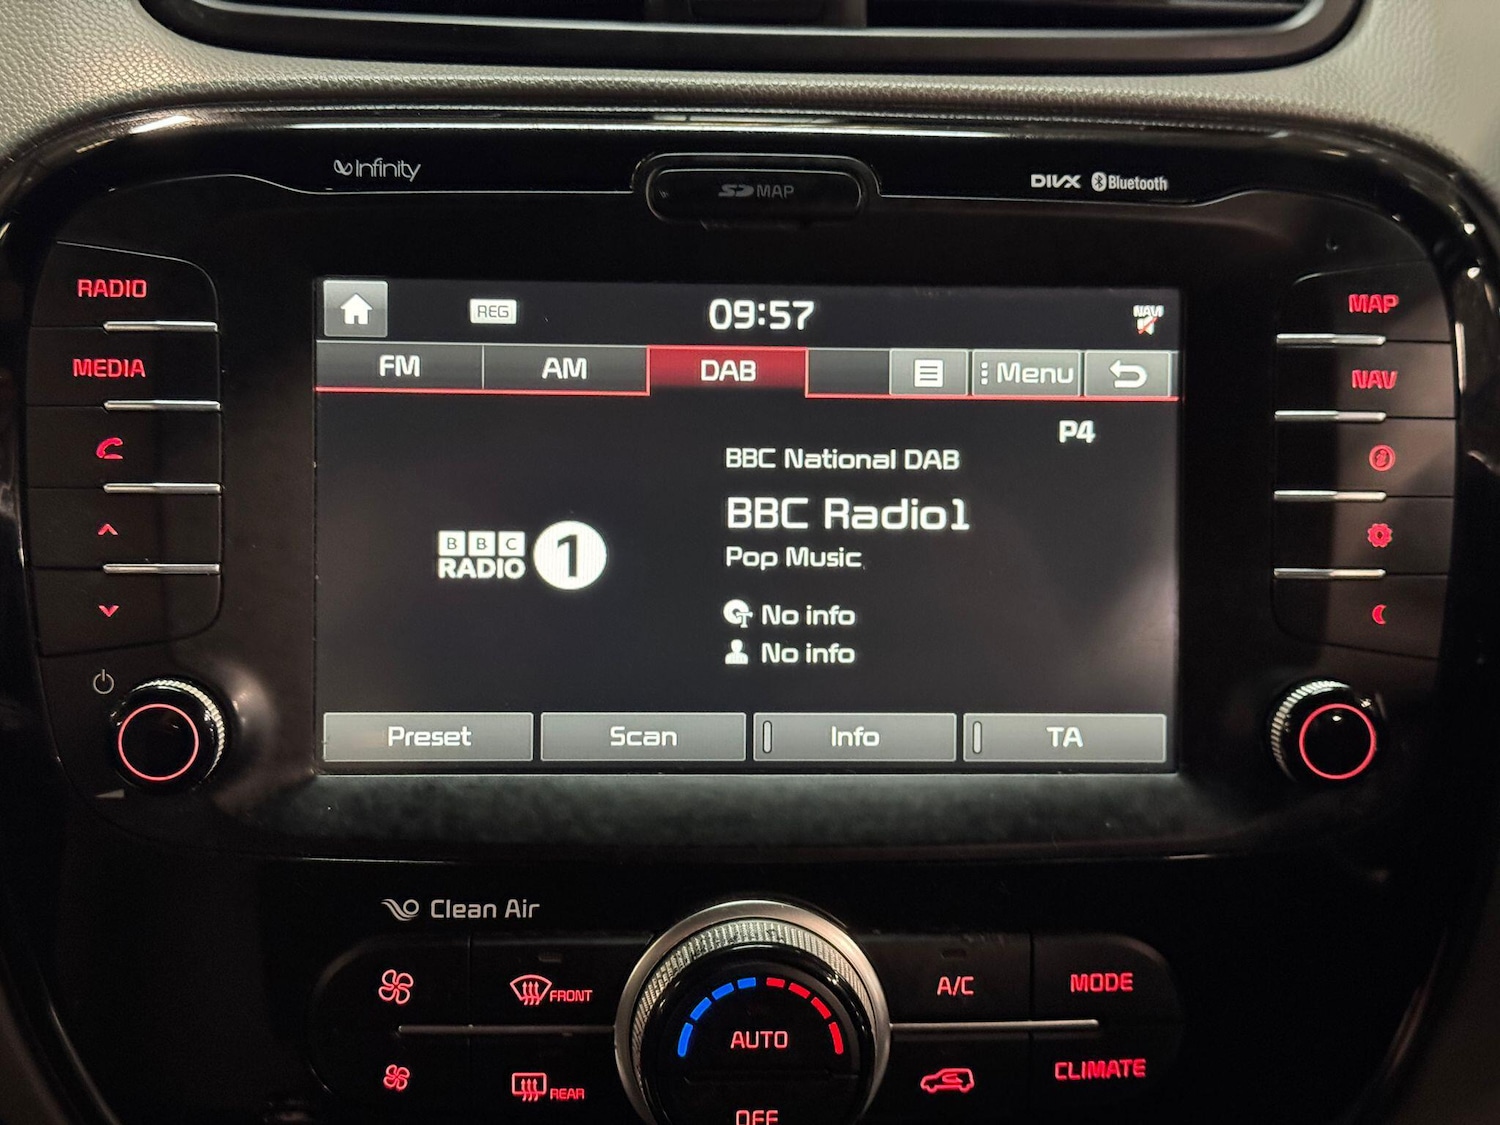 Infinity
SD MAP
DIVX Bluetooth
RADIO
MEDIA
MAP
NAV
REG
09:57
NAVI
FM
AM
DAB
Menu
P4
BBC National DAB
BBC Radio1
Pop Music
No info
No info
BBC
RADIO 1
Preset
Scan
Info
TA
Clean Air
FRONT
REAR
AUTO
OFF
A/C
MODE
CLIMATE